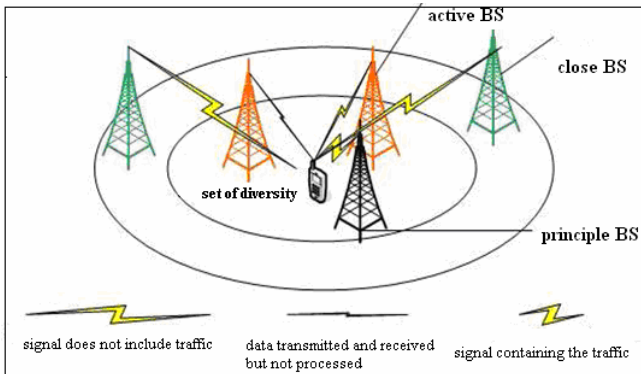 active BS
close BS
set of diversity
principle BS
signal does not include traffic
data transmitted and received
but not processed
signal containing the traffic